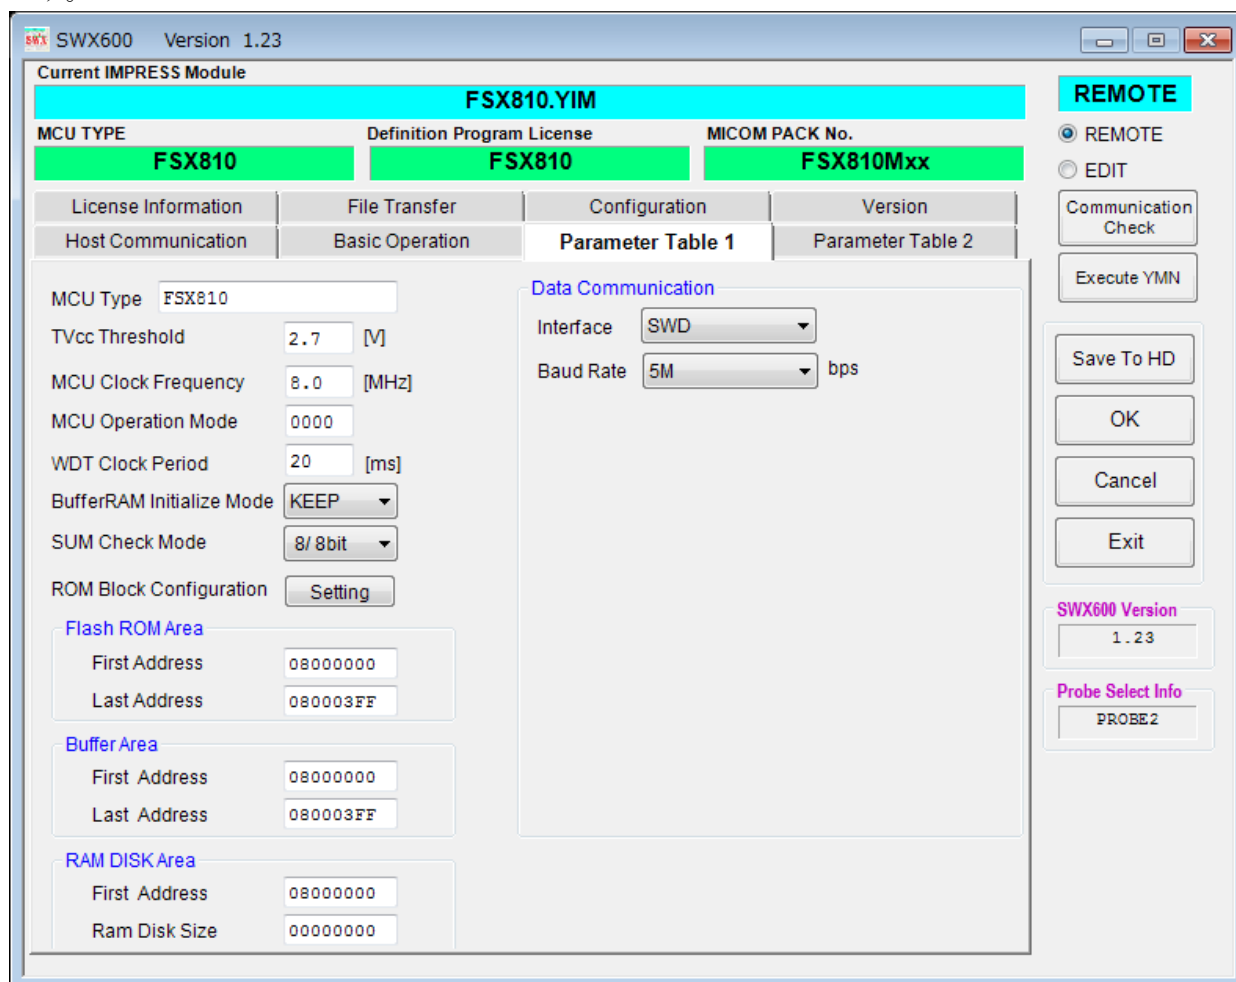 SWX600 Version 1.23
Current IMPRESS Module
FSX810.YIM
MCU TYPE Definition Program License MICOM PACK No.
FSX810 FSX810 FSX810Mxx
License Information File Transfer Configuration Version
Host Communication Basic Operation Parameter Table 1 Parameter Table 2
MCU Type FSX810
TVcc Threshold 2.7 [V]
MCU Clock Frequency 8.0 [MHz]
MCU Operation Mode 0000
WDT Clock Period 20 [ms]
BufferRAM Initialize Mode KEEP
SUM Check Mode 8/ 8bit
ROM Block Configuration Setting
Flash ROM Area
First Address 08000000
Last Address 080003FF
Buffer Area
First Address 08000000
Last Address 080003FF
RAM DISK Area
First Address 08000000
Ram Disk Size 00000000
Data Communication
Interface SWD
Baud Rate 5M bps
REMOTE
REMOTE
EDIT
Communication
Check
Execute YMN
Save To HD
OK
Cancel
Exit
SWX600 Version
1.23
Probe Select Info
PROBE2